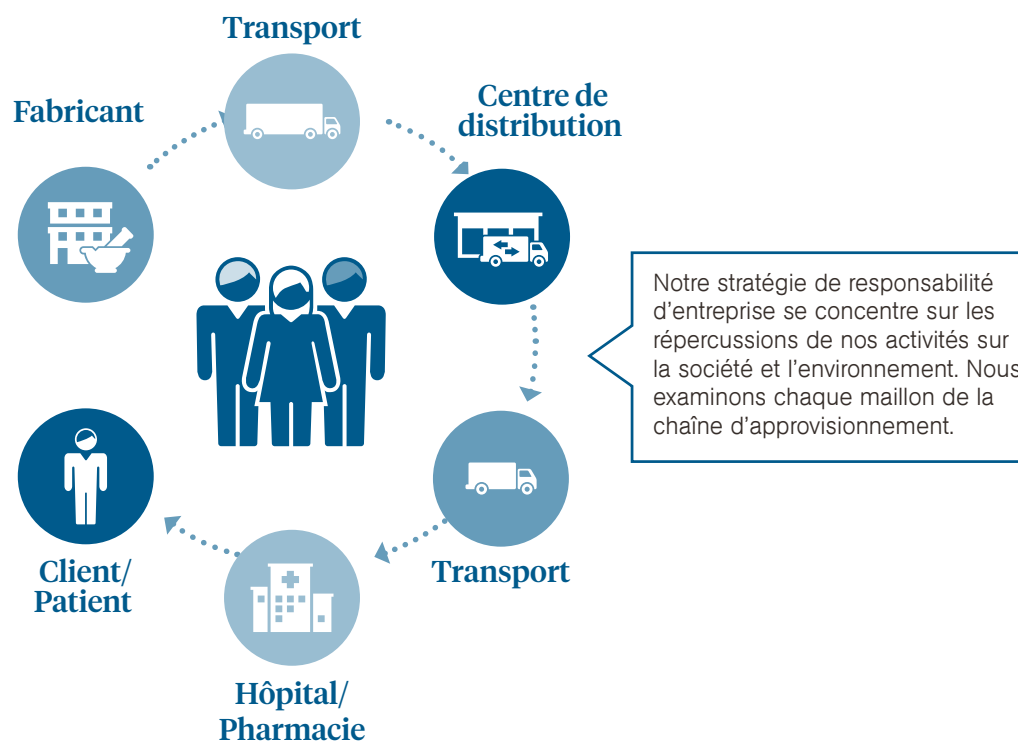 Transport
Fabricant
Centre de
distribution
Notre stratégie de responsabilité
d'entreprise se concentre sur les
répercussions de nos activités sur
la société et l'environnement. Nous
examinons chaque maillon de la
chaîne d'approvisionnement.
Transport
Hôpital/
Pharmacie
Client/
Patient